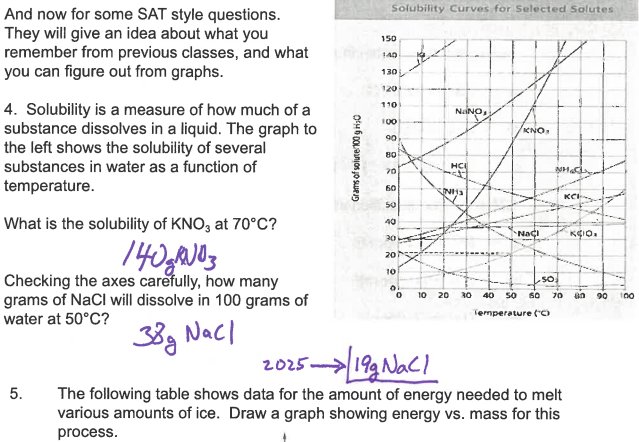 And now for some SAT style questions.
They will give an idea about what you
remember from previous classes, and what
you can figure out from graphs.
4. Solubility is a measure of how much of a
substance dissolves in a liquid. The graph to
the left shows the solubility of several
substances in water as a function of
temperature.
What is the solubility of KNO₃ at 70°C?
140g KNO₃
Checking the axes carefully, how many
grams of NaCl will dissolve in 100 grams of
water at 50°C?
38g NaCl
2025 → 19g NaCl
Solubility Curves for Selected Solutes
Grams of solute/100 g H₂O
150
140
130
120
110
100
90
80
70
60
50
40
30
20
10
0
KI
NaNO₃
KNO₃
HCl
NH₄Cl
NH₃
KCl
NaCl
KClO₃
SO₂
0 10 20 30 40 50 60 70 80 90 100
Temperature (°C)
5. The following table shows data for the amount of energy needed to melt
various amounts of ice. Draw a graph showing energy vs. mass for this
process.